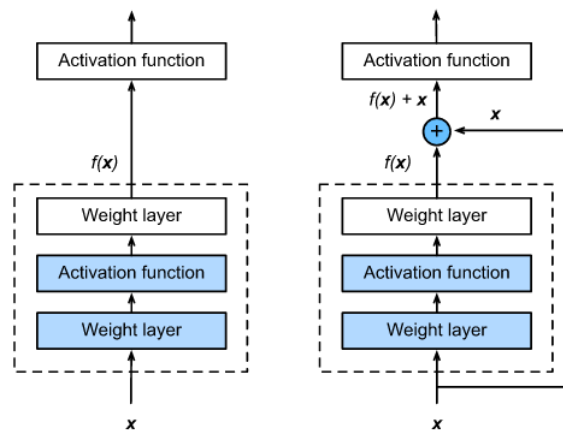 Activation function
f(x)
Weight layer
Activation function
Weight layer
x
Activation function
f(x) + x
x
+
f(x)
Weight layer
Activation function
Weight layer
x